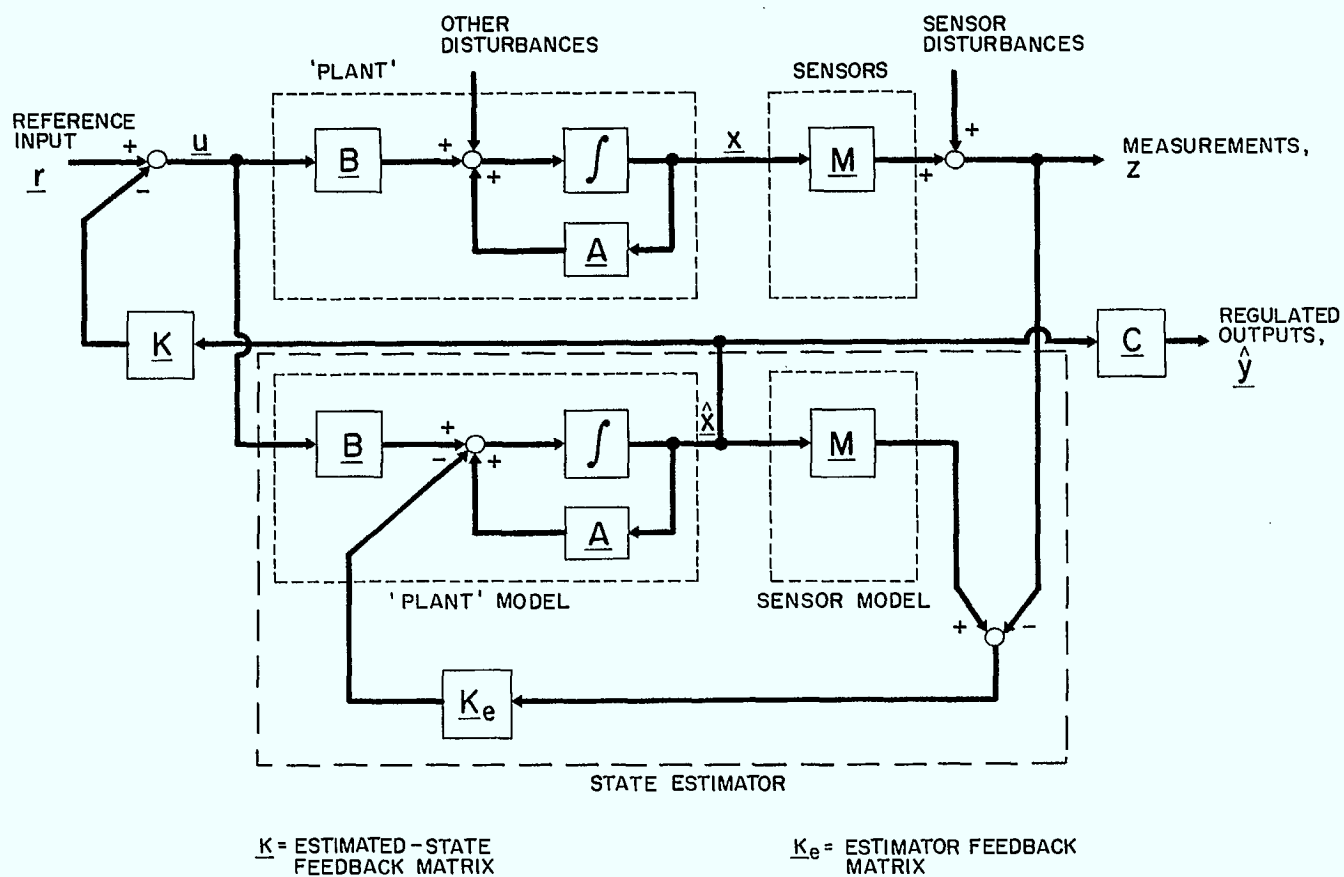 OTHER
DISTURBANCES
SENSOR
DISTURBANCES
'PLANT'
SENSORS
REFERENCE
INPUT
r
+
-
u
B
+
+
∫
A
x
M
+
+
MEASUREMENTS,
z
K
C
REGULATED
OUTPUTS,
ŷ
B
+
-
+
∫
A
x̂
M
'PLANT' MODEL
SENSOR MODEL
+
-
Ke
STATE ESTIMATOR
K = ESTIMATED-STATE
FEEDBACK MATRIX
Ke = ESTIMATOR FEEDBACK
MATRIX